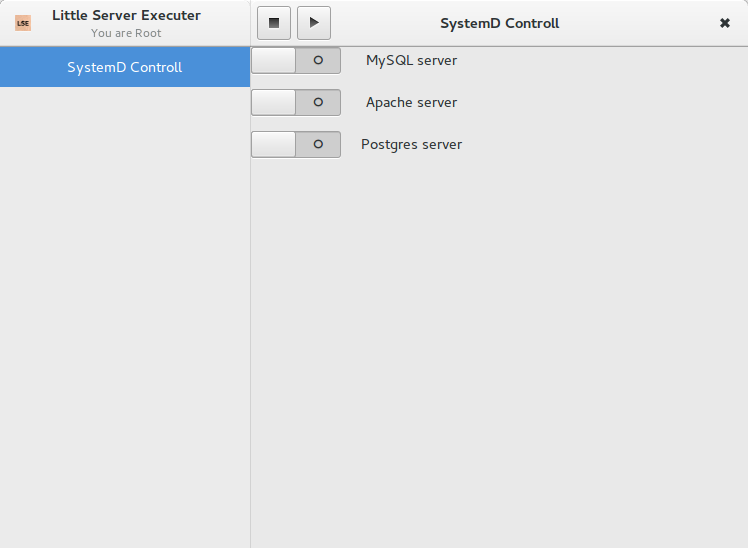 LSE
Little Server Executer
You are Root
SystemD Controll
SystemD Controll
MySQL server
Apache server
Postgres server